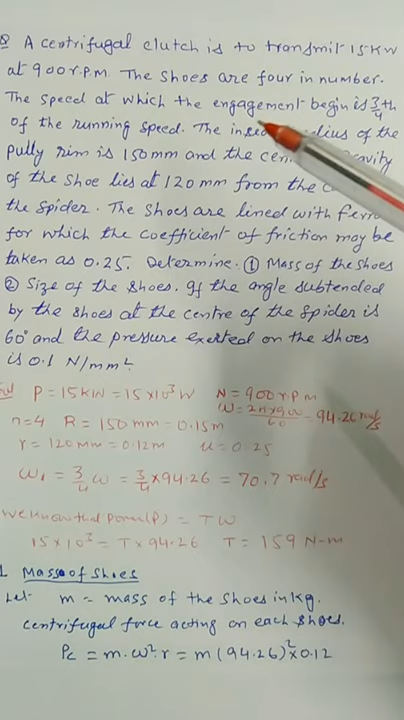 Q A centrifugal clutch is to transmit 15 KW
at 900 r.p.m. The shoes are four in number.
The speed at which the engagement begin is 3/4 th
of the running speed. The of the
pully rim is 150 mm and the
of the shoe lies at 120 mm from the
the spider. The shoes are lined with
for which the coefficient of friction may be
taken as 0.25. Determine. ① Mass of the shoes
② Size of the shoes. gf the angle subtended
by the shoes at the centre of the spider is
60° and the pressure exerted on the shoes
is 0.1 N/mm².
P = 15 KW = 15 × 10³ W N = 900 r.p.m
ω = 2π×900/60 = 94.26 rad/s
n = 4 R = 150 mm = 0.15 m
r = 120 mm = 0.12 m μ = 0.25
ω₁ = 3/4 ω = 3/4 × 94.26 = 70.7 rad/s
we know that power (P) = Tω
15 × 10³ = T × 94.26 T = 159 N-m
1. Mass of shoes
Let m = mass of the shoes in kg.
centrifugal force acting on each shoes.
Pc = m.ω².r = m (94.26)² × 0.12